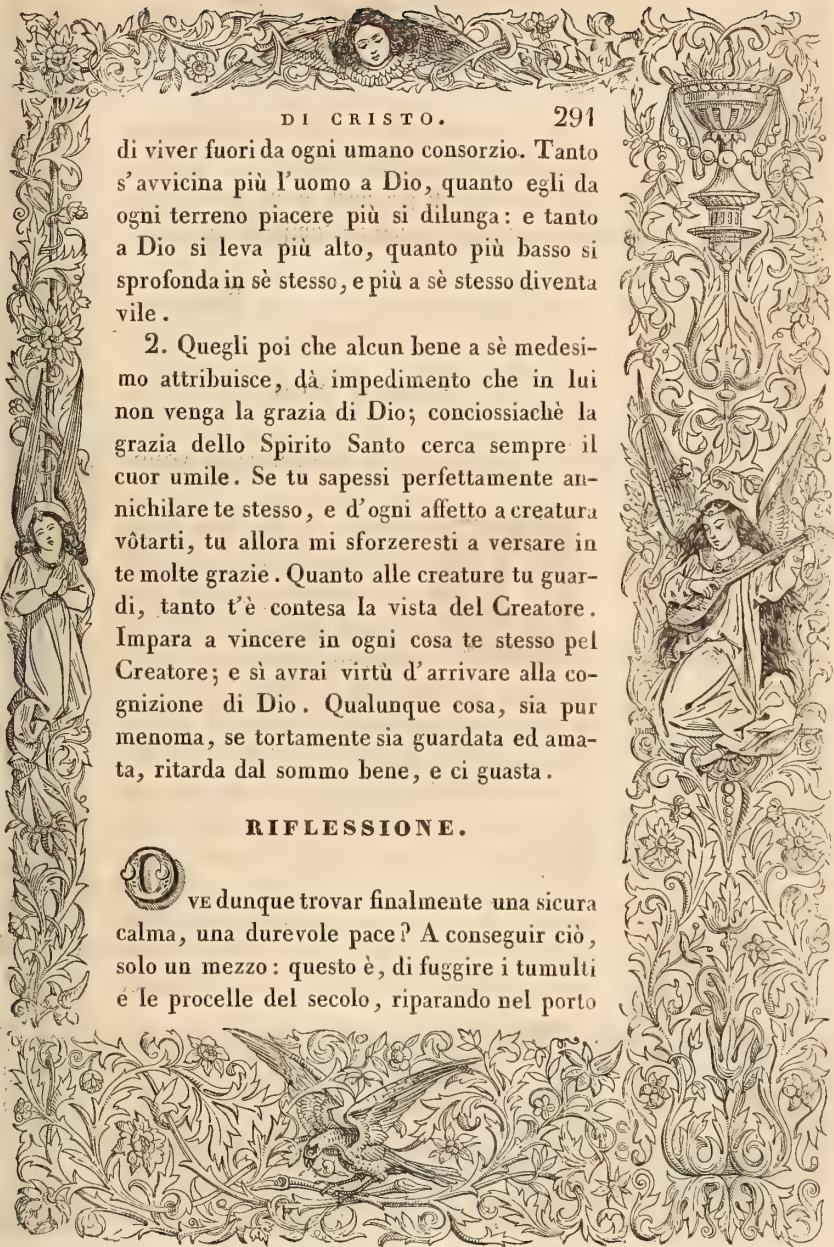 DI CRISTO. 291
di viver fuori da ogni umano consorzio. Tanto
s'avvicina più l'uomo a Dio, quanto egli da
ogni terreno piacere più si dilunga: e tanto
a Dio si leva più alto, quanto più basso si
sprofonda in sè stesso, e più a sè stesso diventa
vile.
2. Quegli poi che alcun bene a sè medesi-
mo attribuisce, dà impedimento che in lui
non venga la grazia di Dio; conciossiachè la
grazia dello Spirito Santo cerca sempre il
cuor umile. Se tu sapessi perfettamente an-
nichilare te stesso, e d'ogni affetto a creatura
vôtarti, tu allora mi sforzeresti a versare in
te molte grazie. Quanto alle creature tu guar-
di, tanto t'è contesa la vista del Creatore.
Impara a vincere in ogni cosa te stesso pel
Creatore; e sì avrai virtù d'arrivare alla co-
gnizione di Dio. Qualunque cosa, sia pur
menoma, se tortamente sia guardata ed ama-
ta, ritarda dal sommo bene, e ci guasta.
RIFLESSIONE.
OVE dunque trovar finalmente una sicura
calma, una durevole pace? A conseguir ciò,
solo un mezzo: questo è, di fuggire i tumulti
e le procelle del secolo, riparando nel porto